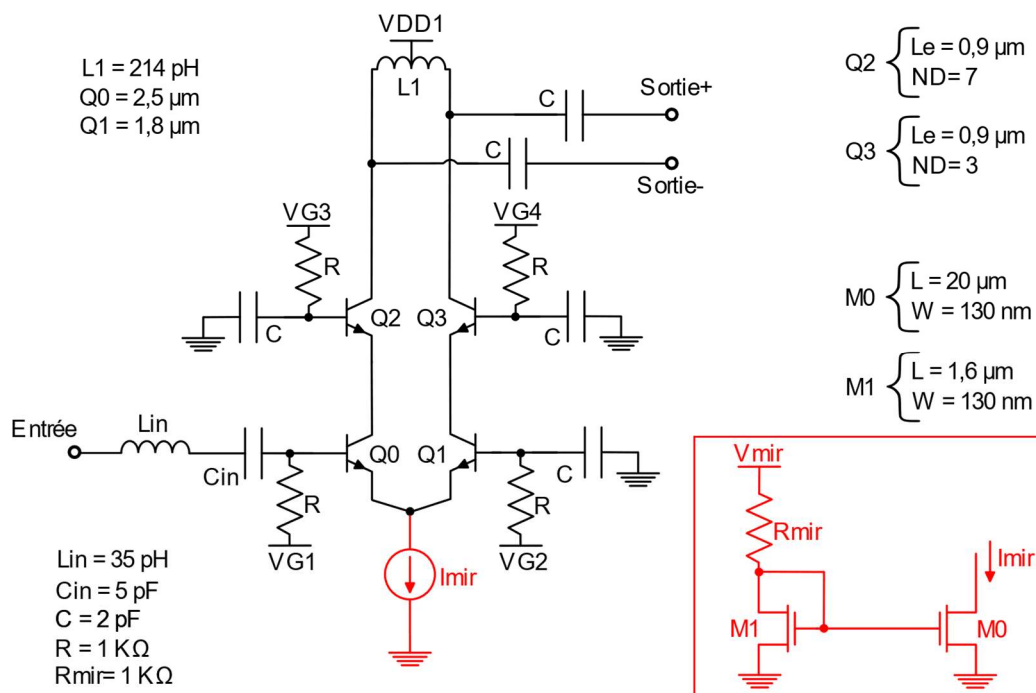 VDD1
L1
L1 = 214 pH
Q0 = 2,5 µm
Q1 = 1,8 µm
Q2
Le = 0,9 µm
ND= 7
C
Sortie+
Q3
Le = 0,9 µm
ND = 3
C
Sortie-
VG3
VG4
R
R
Q2
Q3
C
C
M0
L = 20 µm
W = 130 nm
M1
L = 1,6 µm
W = 130 nm
Entrée
Lin
Cin
Q0
Q1
C
R
R
VG1
VG2
Imir
Lin = 35 pH
Cin = 5 pF
C = 2 pF
R = 1 KΩ
Rmir= 1 KΩ
Vmir
Rmir
Imir
M1
M0